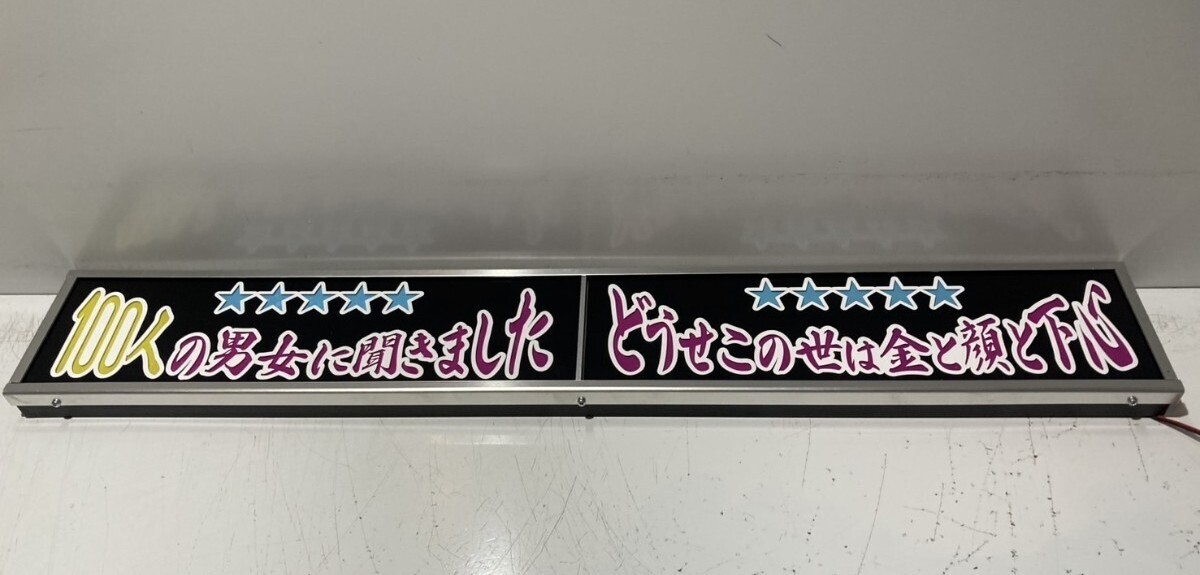 100人の男女に聞きました
どうせこの世は金と顔と下心